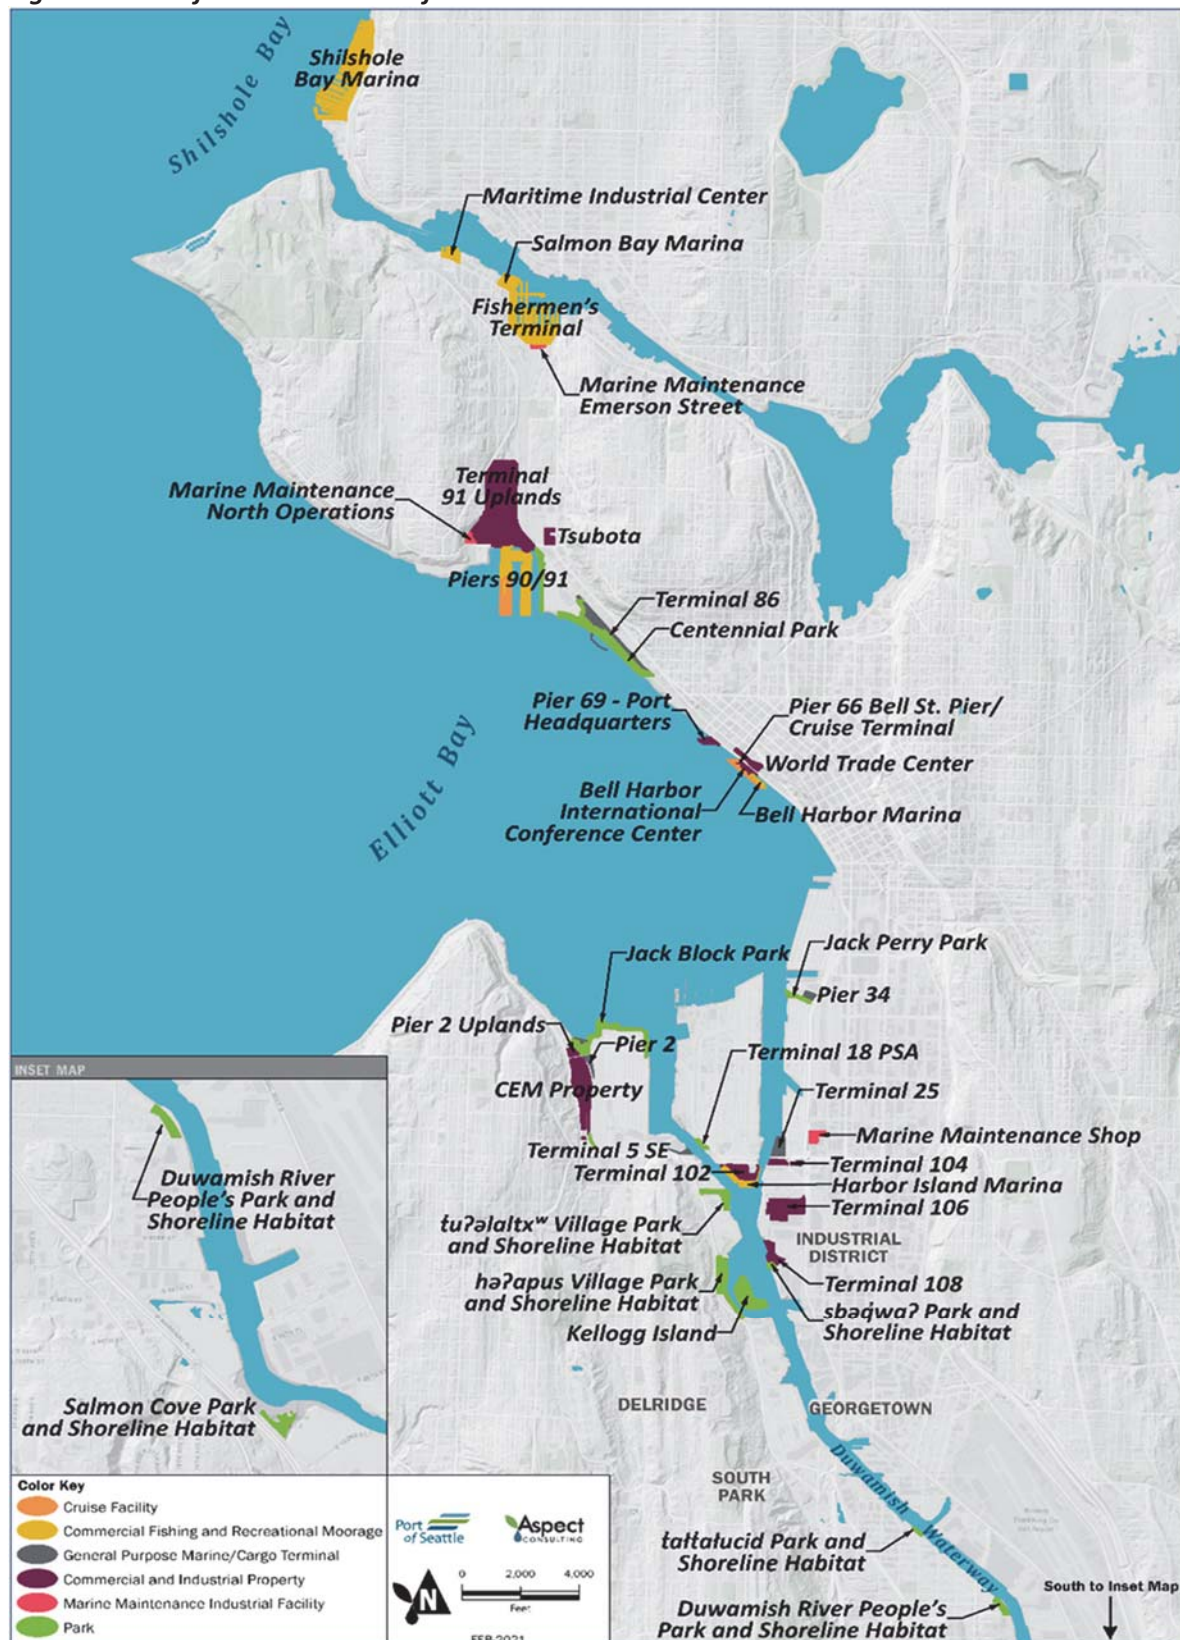 Shilshole Bay
Shilshole
Bay Marina
Maritime Industrial Center
Salmon Bay Marina
Fishermen's
Terminal
Marine Maintenance
Emerson Street
Terminal
91 Uplands
Marine Maintenance
North Operations
Tsubota
Piers 90/91
Terminal 86
Centennial Park
Pier 69 - Port
Headquarters
Pier 66 Bell St. Pier/
Cruise Terminal
World Trade Center
Elliott Bay
Bell Harbor
International
Conference Center
Bell Harbor Marina
Jack Block Park
Jack Perry Park
Pier 34
Pier 2 Uplands
Pier 2
Terminal 18 PSA
CEM Property
Terminal 25
Marine Maintenance Shop
Terminal 5 SE
Terminal 102
Terminal 104
Harbor Island Marina
Terminal 106
t̓uʔəlaltxʷ Village Park
and Shoreline Habitat
INDUSTRIAL
DISTRICT
həʔapus Village Park
and Shoreline Habitat
Terminal 108
Kellogg Island
sbəq̓waʔ Park and
Shoreline Habitat
DELRIDGE
GEORGETOWN
SOUTH
PARK
Duwamish Waterway
t̓ałt̓ałucid Park and
Shoreline Habitat
Duwamish River People's
Park and Shoreline Habitat
South to Inset Map
INSET MAP
Duwamish River
People's Park and
Shoreline Habitat
Salmon Cove Park
and Shoreline Habitat
Color Key
Cruise Facility
Commercial Fishing and Recreational Moorage
General Purpose Marine/Cargo Terminal
Commercial and Industrial Property
Marine Maintenance Industrial Facility
Park
Port
of Seattle
Aspect
CONSULTING
N
0 2,000 4,000
Feet
FEB 2021